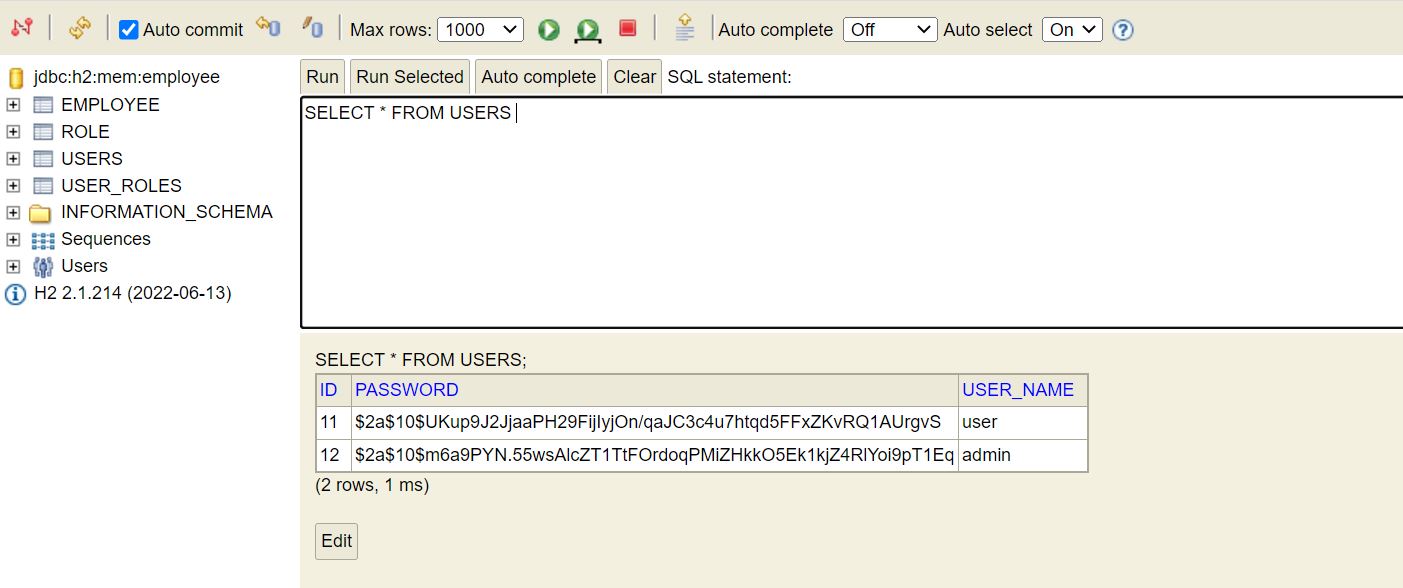 Auto commit Max rows: 1000 Auto complete Off Auto select On
jdbc:h2:mem:employee
EMPLOYEE
ROLE
USERS
USER_ROLES
INFORMATION_SCHEMA
Sequences
Users
H2 2.1.214 (2022-06-13)
Run Run Selected Auto complete Clear SQL statement:
SELECT * FROM USERS
SELECT * FROM USERS;
ID PASSWORD USER_NAME
11 $2a$10$UKup9J2JjaaPH29FijIyjOn/qaJC3c4u7htqd5FFxZKvRQ1AUrgvS user
12 $2a$10$m6a9PYN.55wsAlcZT1TtFOrdoqPMiZHkkO5Ek1kjZ4RlYoi9pT1Eq admin
(2 rows, 1 ms)
Edit